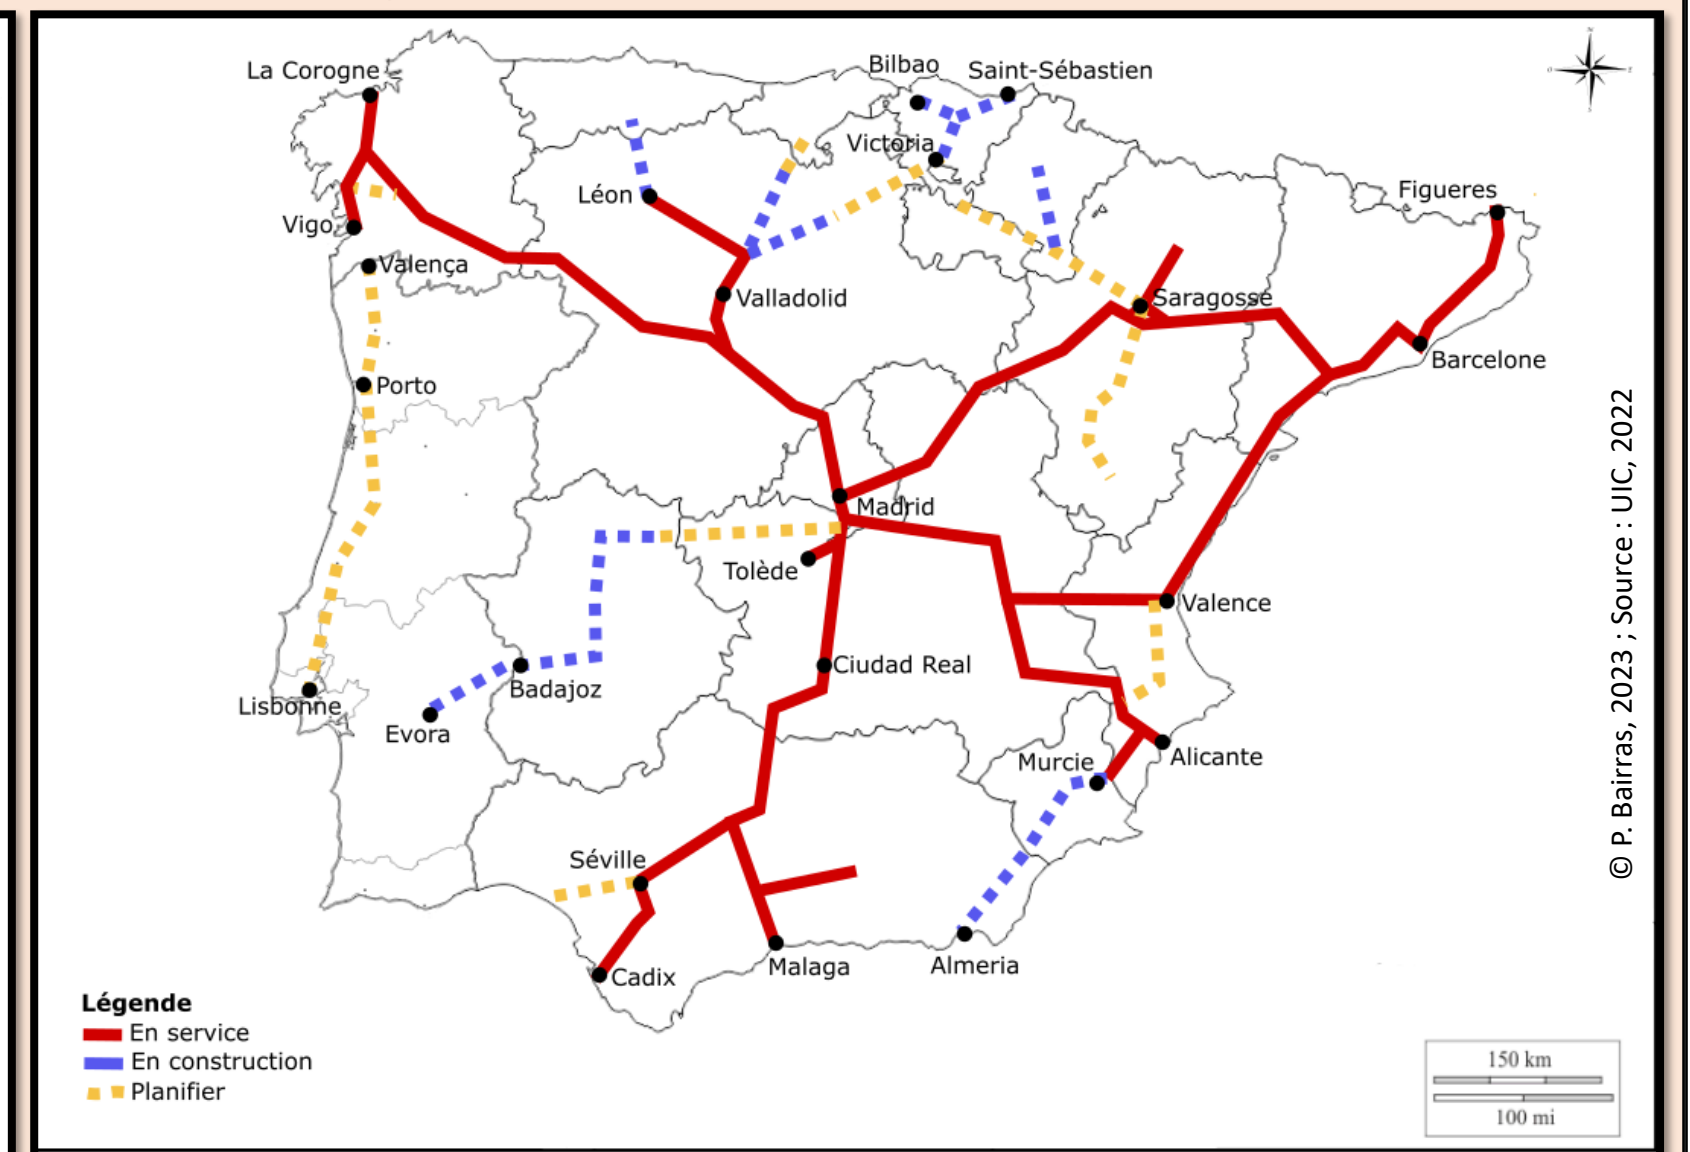 La Corogne
Bilbao
Saint-Sébastien
Victoria
Léon
Figueres
Vigo
Valença
Valladolid
Saragosse
Barcelone
Porto
Madrid
Tolède
Valence
Ciudad Real
Badajoz
Lisbonne
Evora
Murcie
Alicante
Séville
Malaga
Almeria
Cadix
Légende
En service
En construction
Planifier
150 km
100 mi
© P. Bairras, 2023 ; Source : UIC, 2022